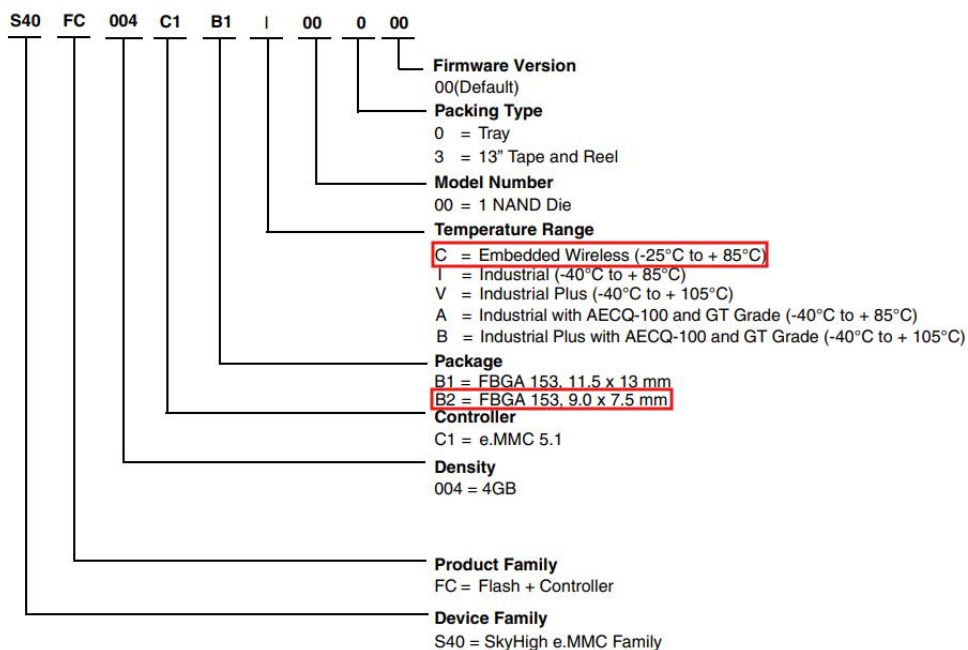 S40 FC 004 C1 B1 I 00 0 00
Firmware Version
00(Default)
Packing Type
0 = Tray
3 = 13” Tape and Reel
Model Number
00 = 1 NAND Die
Temperature Range
C = Embedded Wireless (-25°C to + 85°C)
I = Industrial (-40°C to + 85°C)
V = Industrial Plus (-40°C to + 105°C)
A = Industrial with AECQ-100 and GT Grade (-40°C to + 85°C)
B = Industrial Plus with AECQ-100 and GT Grade (-40°C to + 105°C)
Package
B1 = FBGA 153, 11.5 x 13 mm
B2 = FBGA 153, 9.0 x 7.5 mm
Controller
C1 = e.MMC 5.1
Density
004 = 4GB
Product Family
FC = Flash + Controller
Device Family
S40 = SkyHigh e.MMC Family